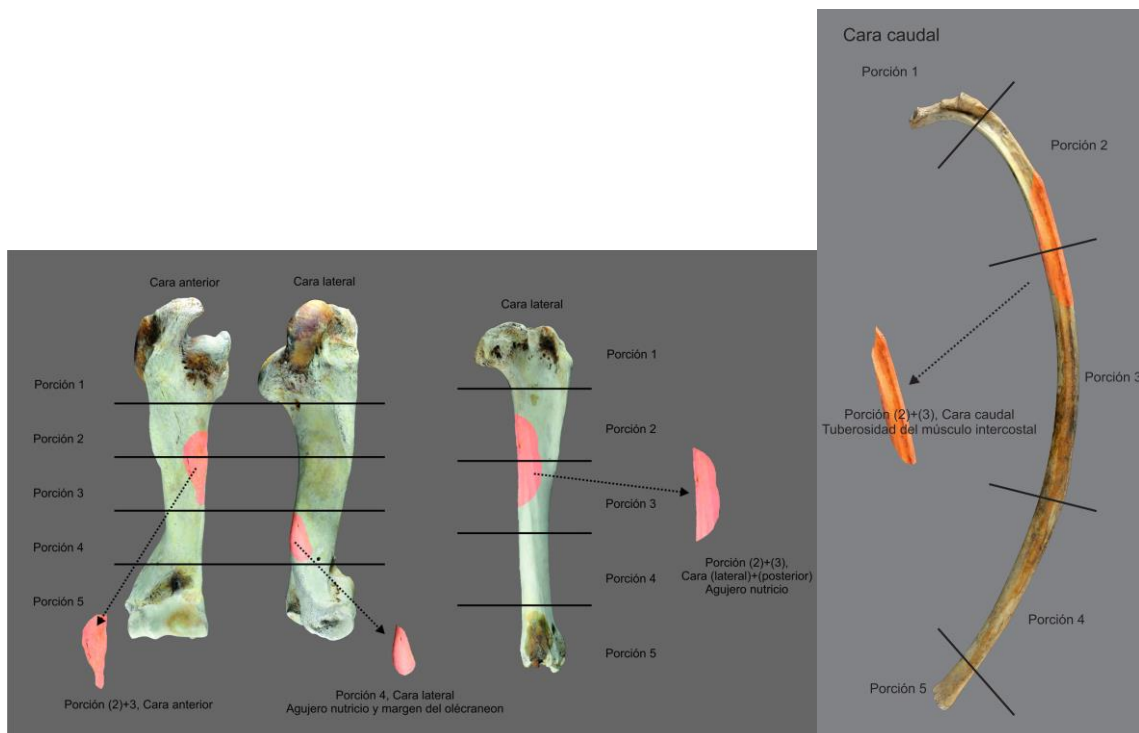 Cara caudal
Porción 1
Porción 2
Porción 3
Porción (2)+(3), Cara caudal
Tuberosidad del músculo intercostal
Porción 4
Porción 5
Cara anterior
Cara lateral
Porción 1
Porción 2
Porción 3
Porción 4
Porción 5
Porción (2)+3, Cara anterior
Porción 4, Cara lateral
Agujero nutricio y margen del olécraneon
Cara lateral
Porción 1
Porción 2
Porción 3
Porción (2)+(3),
Cara (lateral)+(posterior)
Agujero nutricio
Porción 4
Porción 5